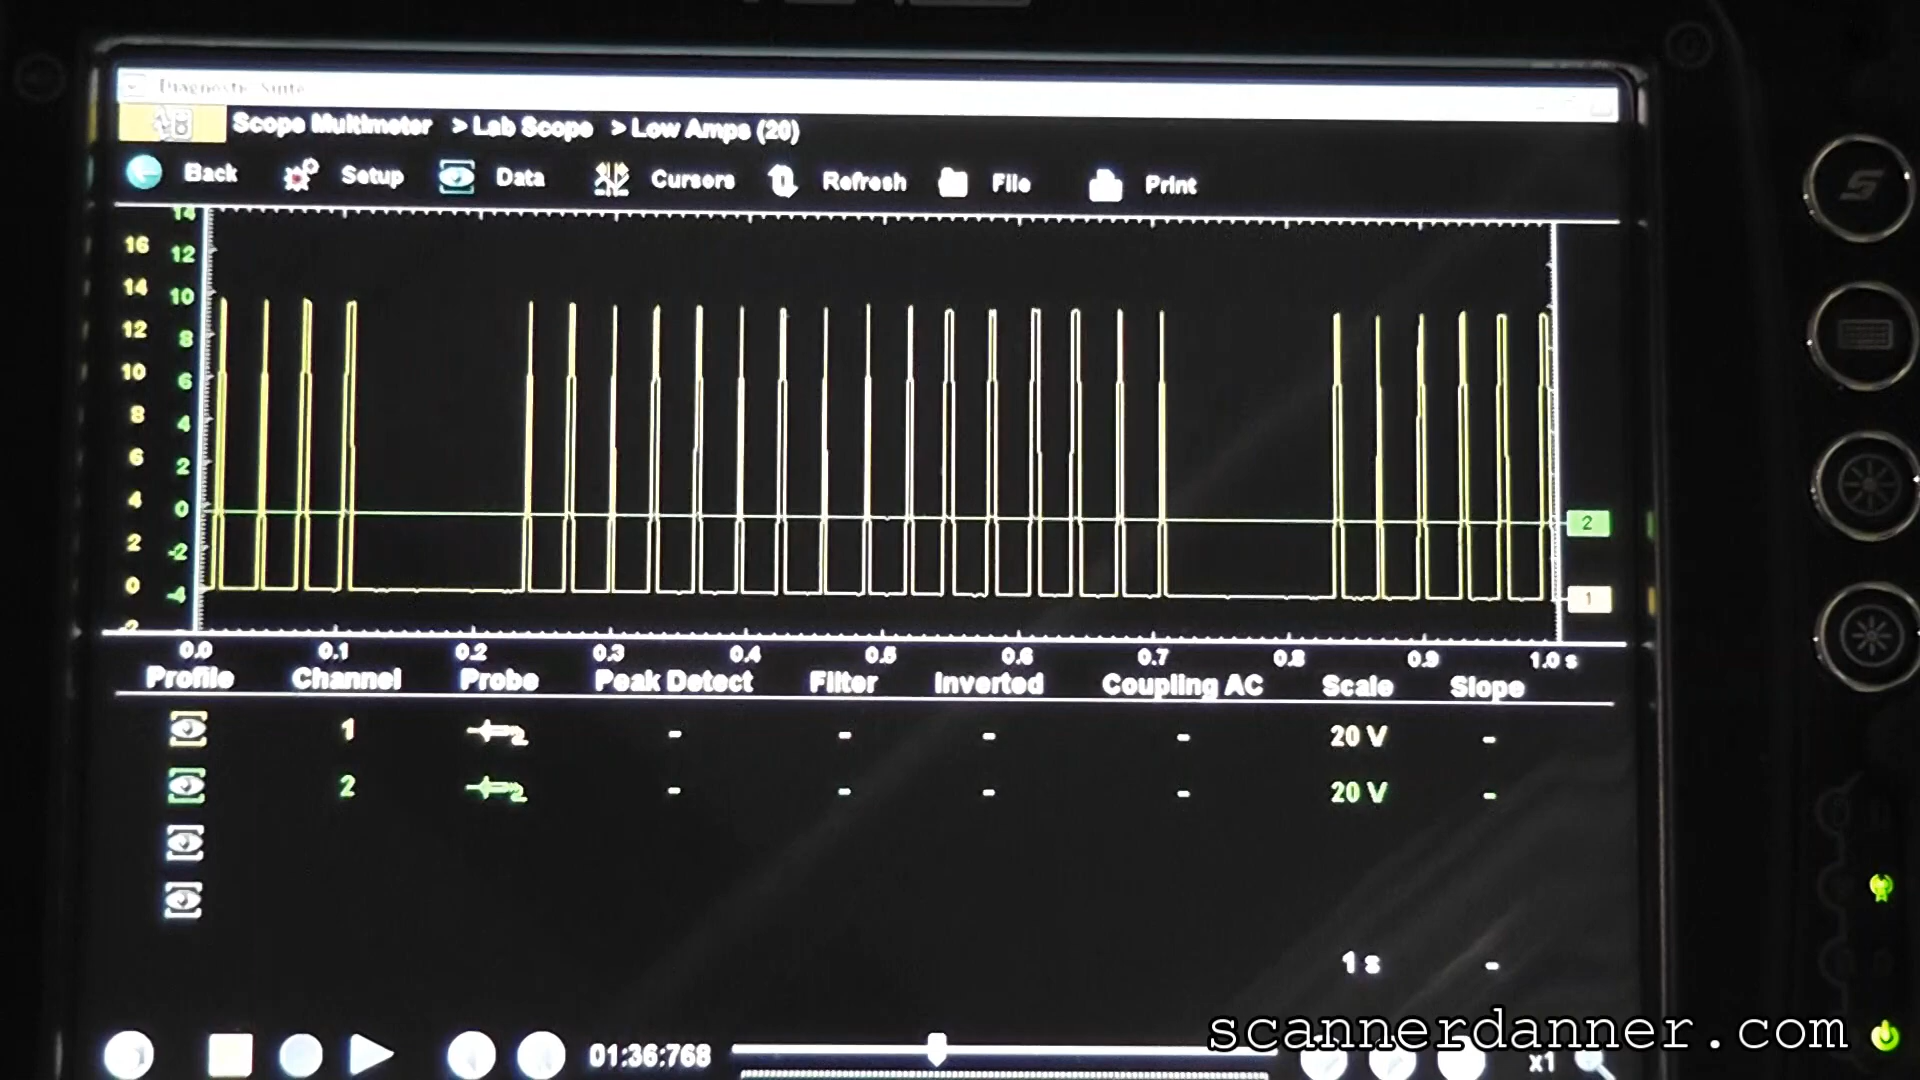 Diagnostic Suite
Scope Multimeter > Lab Scope > Low Amps (20)
Back Setup Data Cursors Refresh File Print
14
16 12
14 10
12 8
10 6
8 4
6 2
4 0
2 -2
0 -4
-2
2
1
0.0 0.1 0.2 0.3 0.4 0.5 0.6 0.7 0.8 0.9 1.0 s
Profile Channel Probe Peak Detect Filter Inverted Coupling AC Scale Slope
1 - - - - 20 V -
2 - - - - 20 V -
1 s -
01:36:768 x1
scannerdanner.com